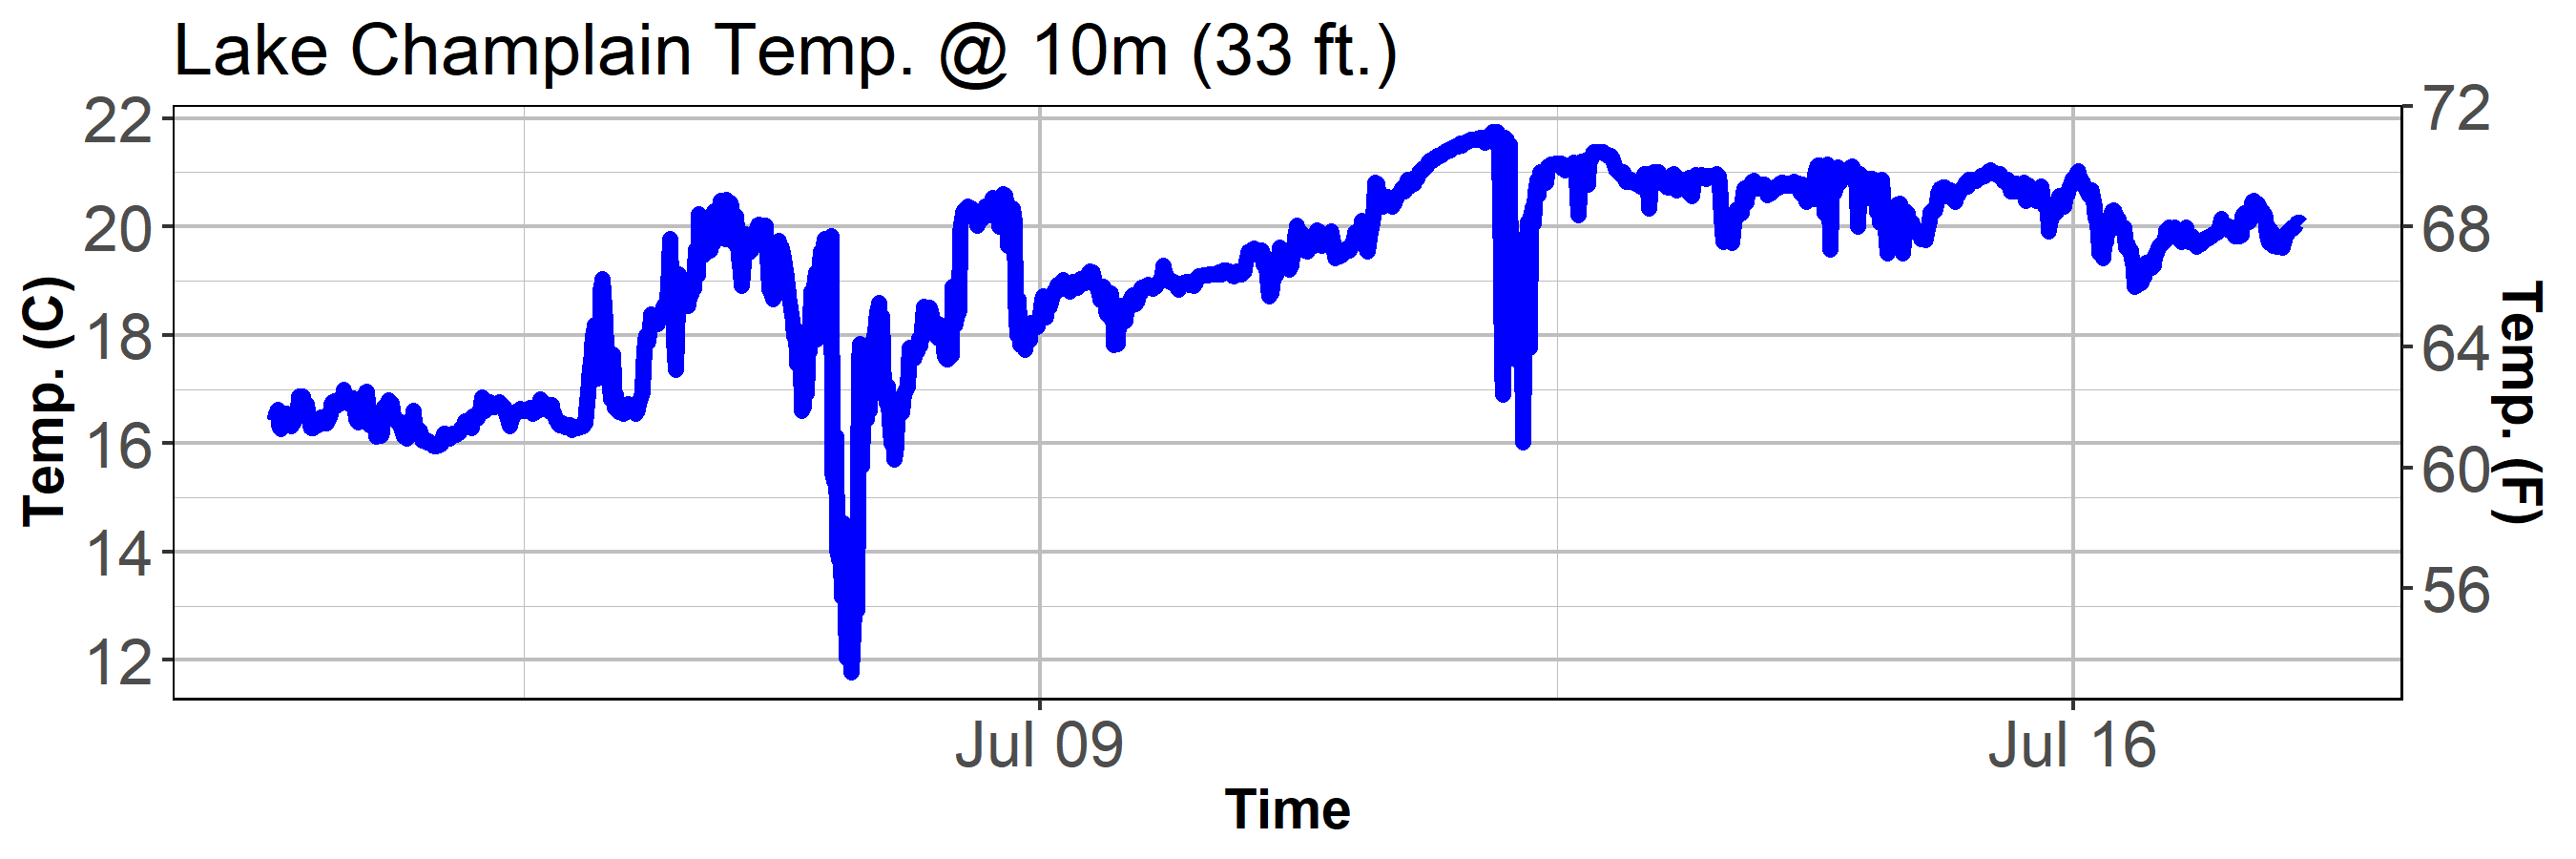 Lake Champlain Temp. @ 10m (33 ft.)
Temp. (C)
22
20
18
16
14
12
72
68
64
60
56
Temp. (F)
Jul 09
Jul 16
Time